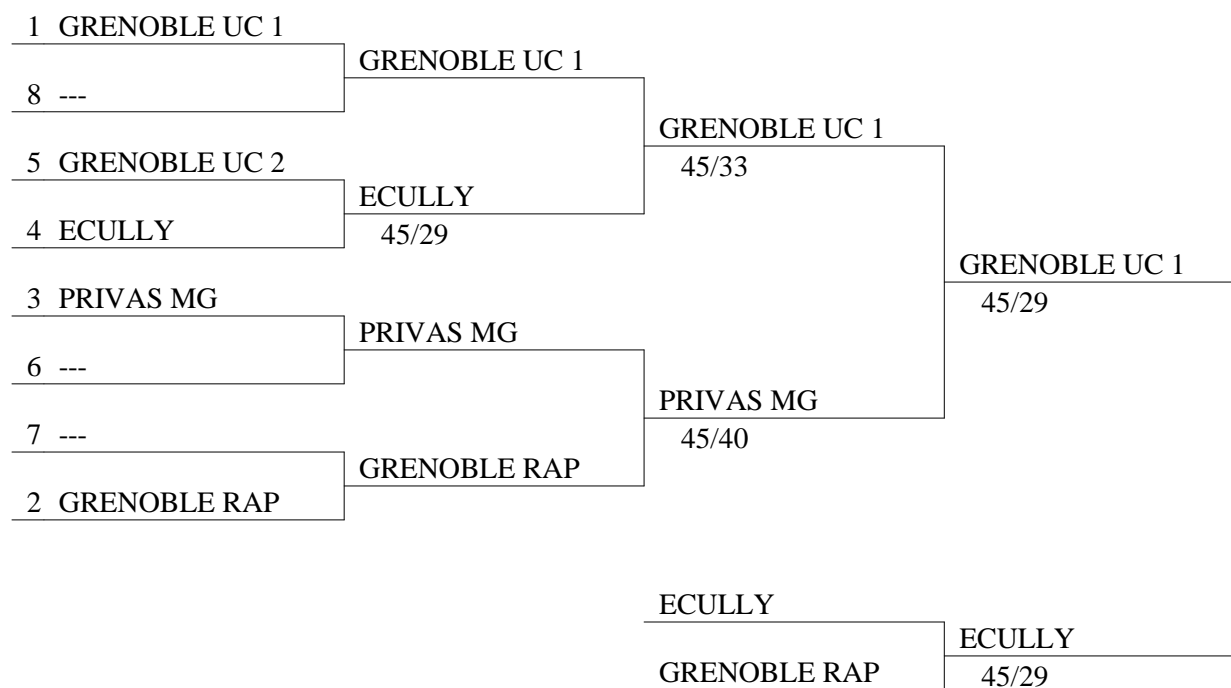 1 GRENOBLE UC 1
GRENOBLE UC 1
8 ---
GRENOBLE UC 1
45/33
5 GRENOBLE UC 2
ECULLY
45/29
4 ECULLY
GRENOBLE UC 1
45/29
3 PRIVAS MG
PRIVAS MG
6 ---
PRIVAS MG
45/40
7 ---
GRENOBLE RAP
2 GRENOBLE RAP
ECULLY
ECULLY
45/29
GRENOBLE RAP